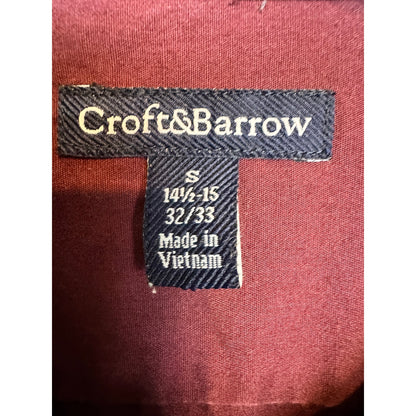 Croft&Barrow
S
14½-15
32/33
Made in
Vietnam